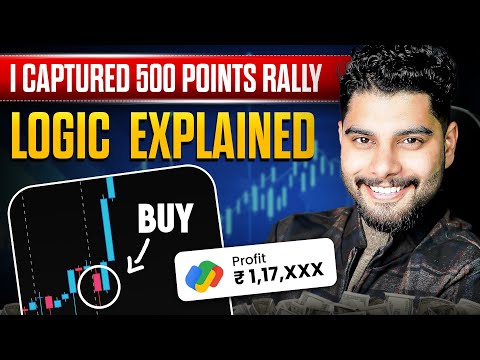 I CAPTURED 500 POINTS RALLY
LOGIC EXPLAINED
BUY
Profit
₹ 1,17,XXX